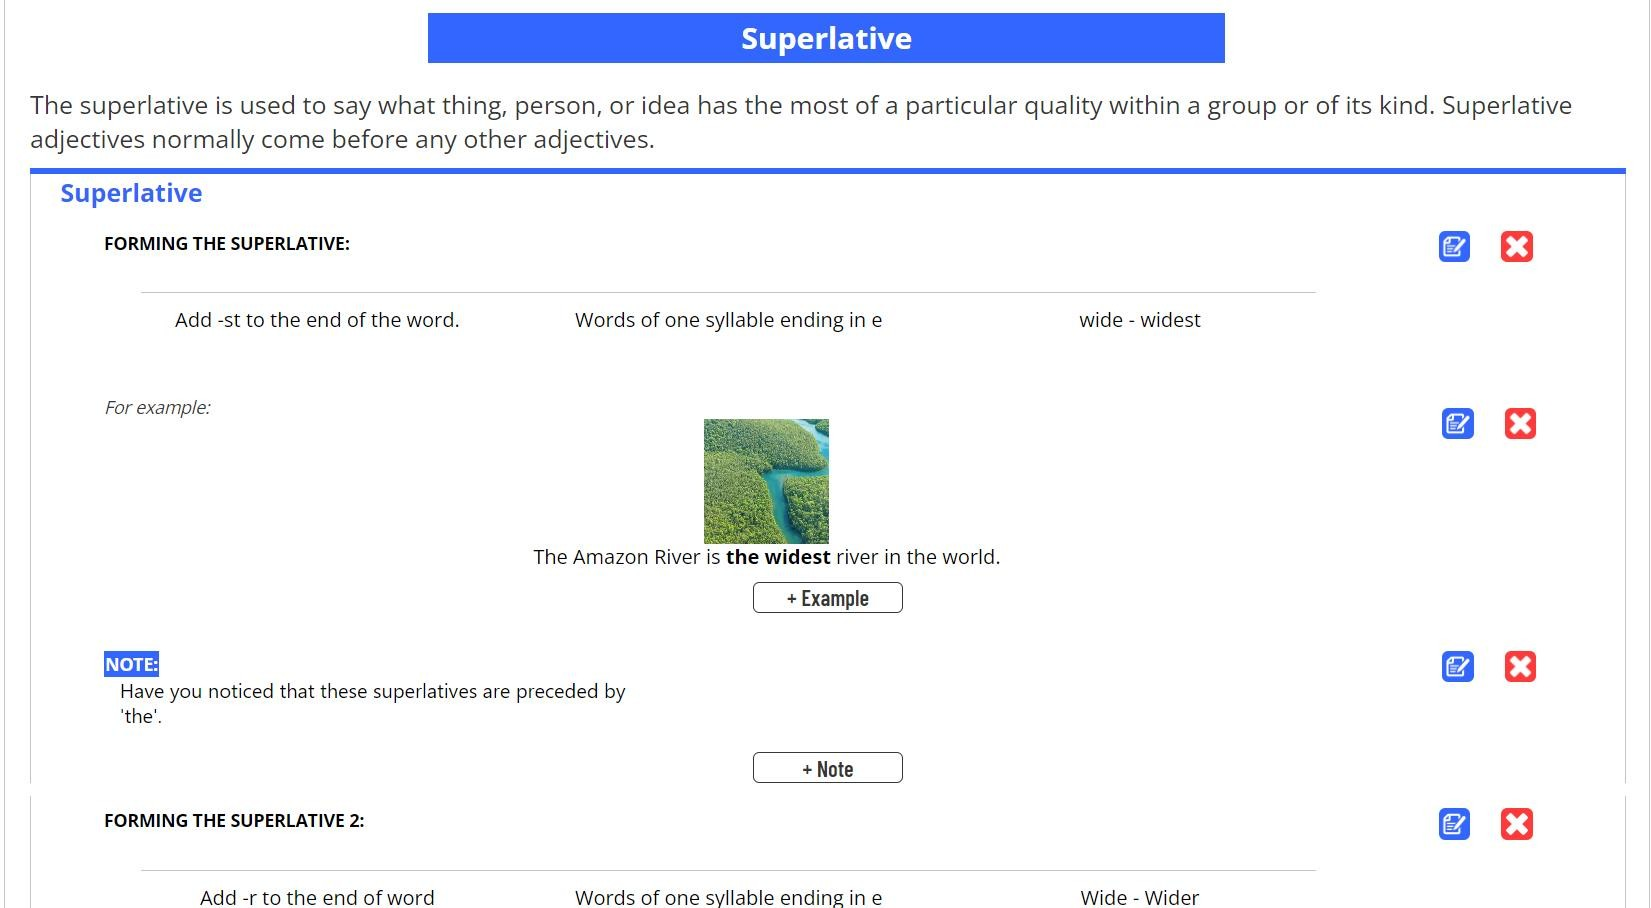 Superlative
The superlative is used to say what thing, person, or idea has the most of a particular quality within a group or of its kind. Superlative
adjectives normally come before any other adjectives.
Superlative
FORMING THE SUPERLATIVE:
Add -st to the end of the word. Words of one syllable ending in e wide - widest
For example:
The Amazon River is the widest river in the world.
+ Example
NOTE:
Have you noticed that these superlatives are preceded by
'the'.
+ Note
FORMING THE SUPERLATIVE 2:
Add -r to the end of word Words of one syllable ending in e Wide - Wider